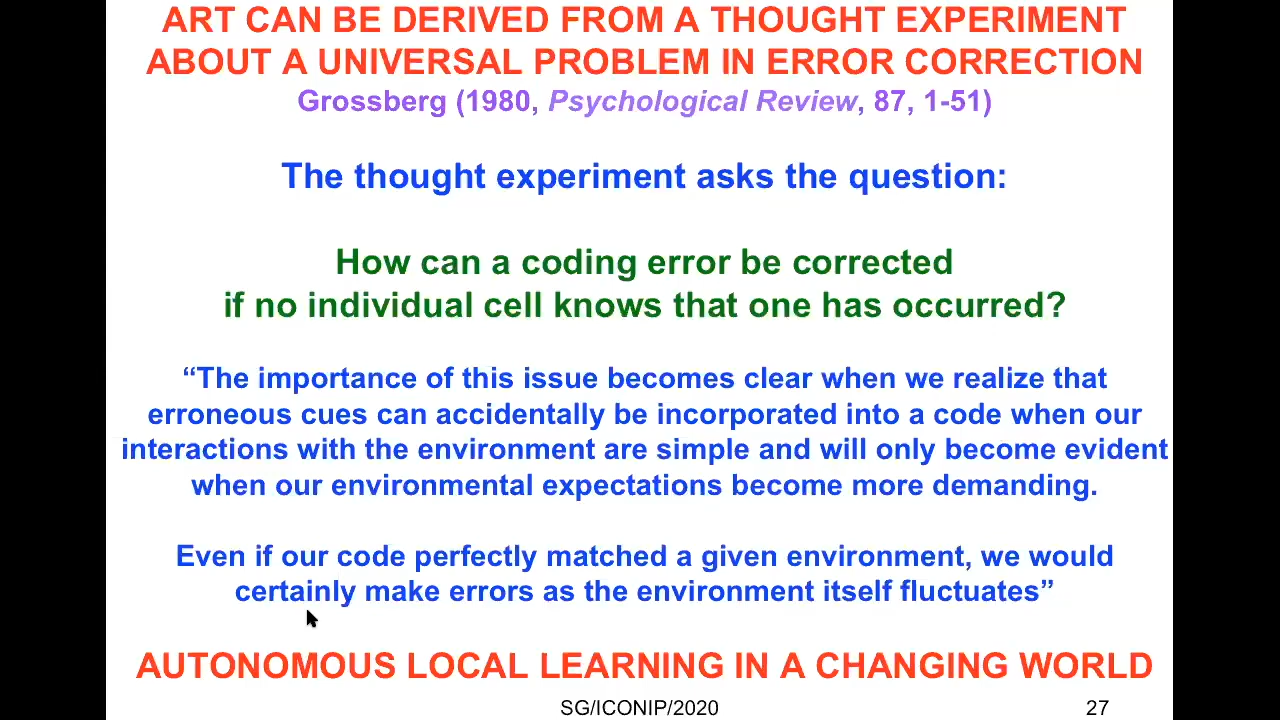 ART CAN BE DERIVED FROM A THOUGHT EXPERIMENT
ABOUT A UNIVERSAL PROBLEM IN ERROR CORRECTION
Grossberg (1980, Psychological Review, 87, 1-51)
The thought experiment asks the question:
How can a coding error be corrected
if no individual cell knows that one has occurred?
“The importance of this issue becomes clear when we realize that
erroneous cues can accidentally be incorporated into a code when our
interactions with the environment are simple and will only become evident
when our environmental expectations become more demanding.
Even if our code perfectly matched a given environment, we would
certainly make errors as the environment itself fluctuates”
AUTONOMOUS LOCAL LEARNING IN A CHANGING WORLD
SG/ICONIP/2020 27